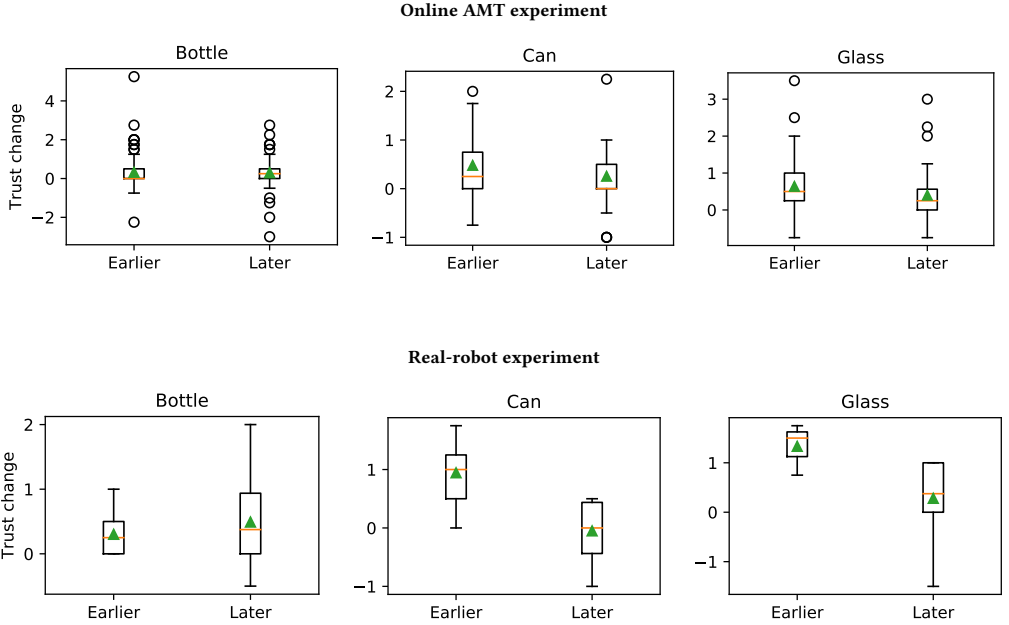 Online AMT experiment
Bottle
Can
Glass
Trust change
4
2
0
−2
Earlier
Later
2
1
0
−1
Earlier
Later
3
2
1
0
Earlier
Later
Real-robot experiment
Bottle
Can
Glass
Trust change
2
1
0
Earlier
Later
1
0
−1
Earlier
Later
1
0
−1
Earlier
Later